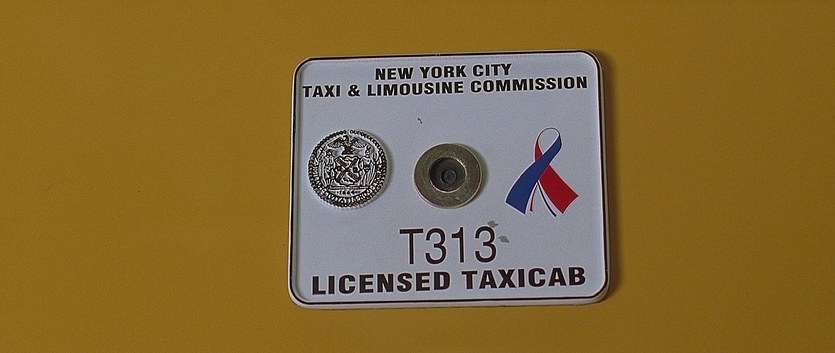 NEW YORK CITY
TAXI & LIMOUSINE COMMISSION
T313
LICENSED TAXICAB